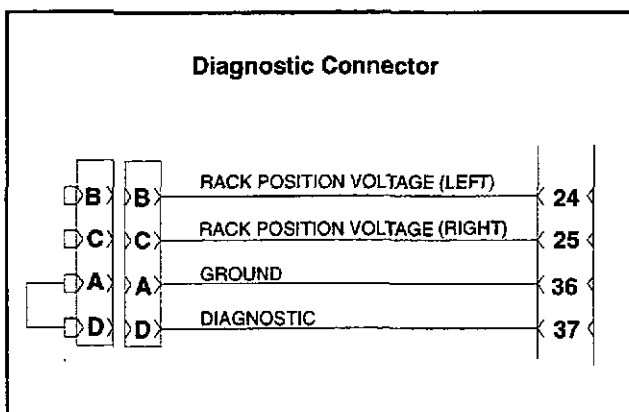 Diagnostic Connector
B B RACK POSITION VOLTAGE (LEFT) 24
C C RACK POSITION VOLTAGE (RIGHT) 25
A A GROUND 36
D D DIAGNOSTIC 37